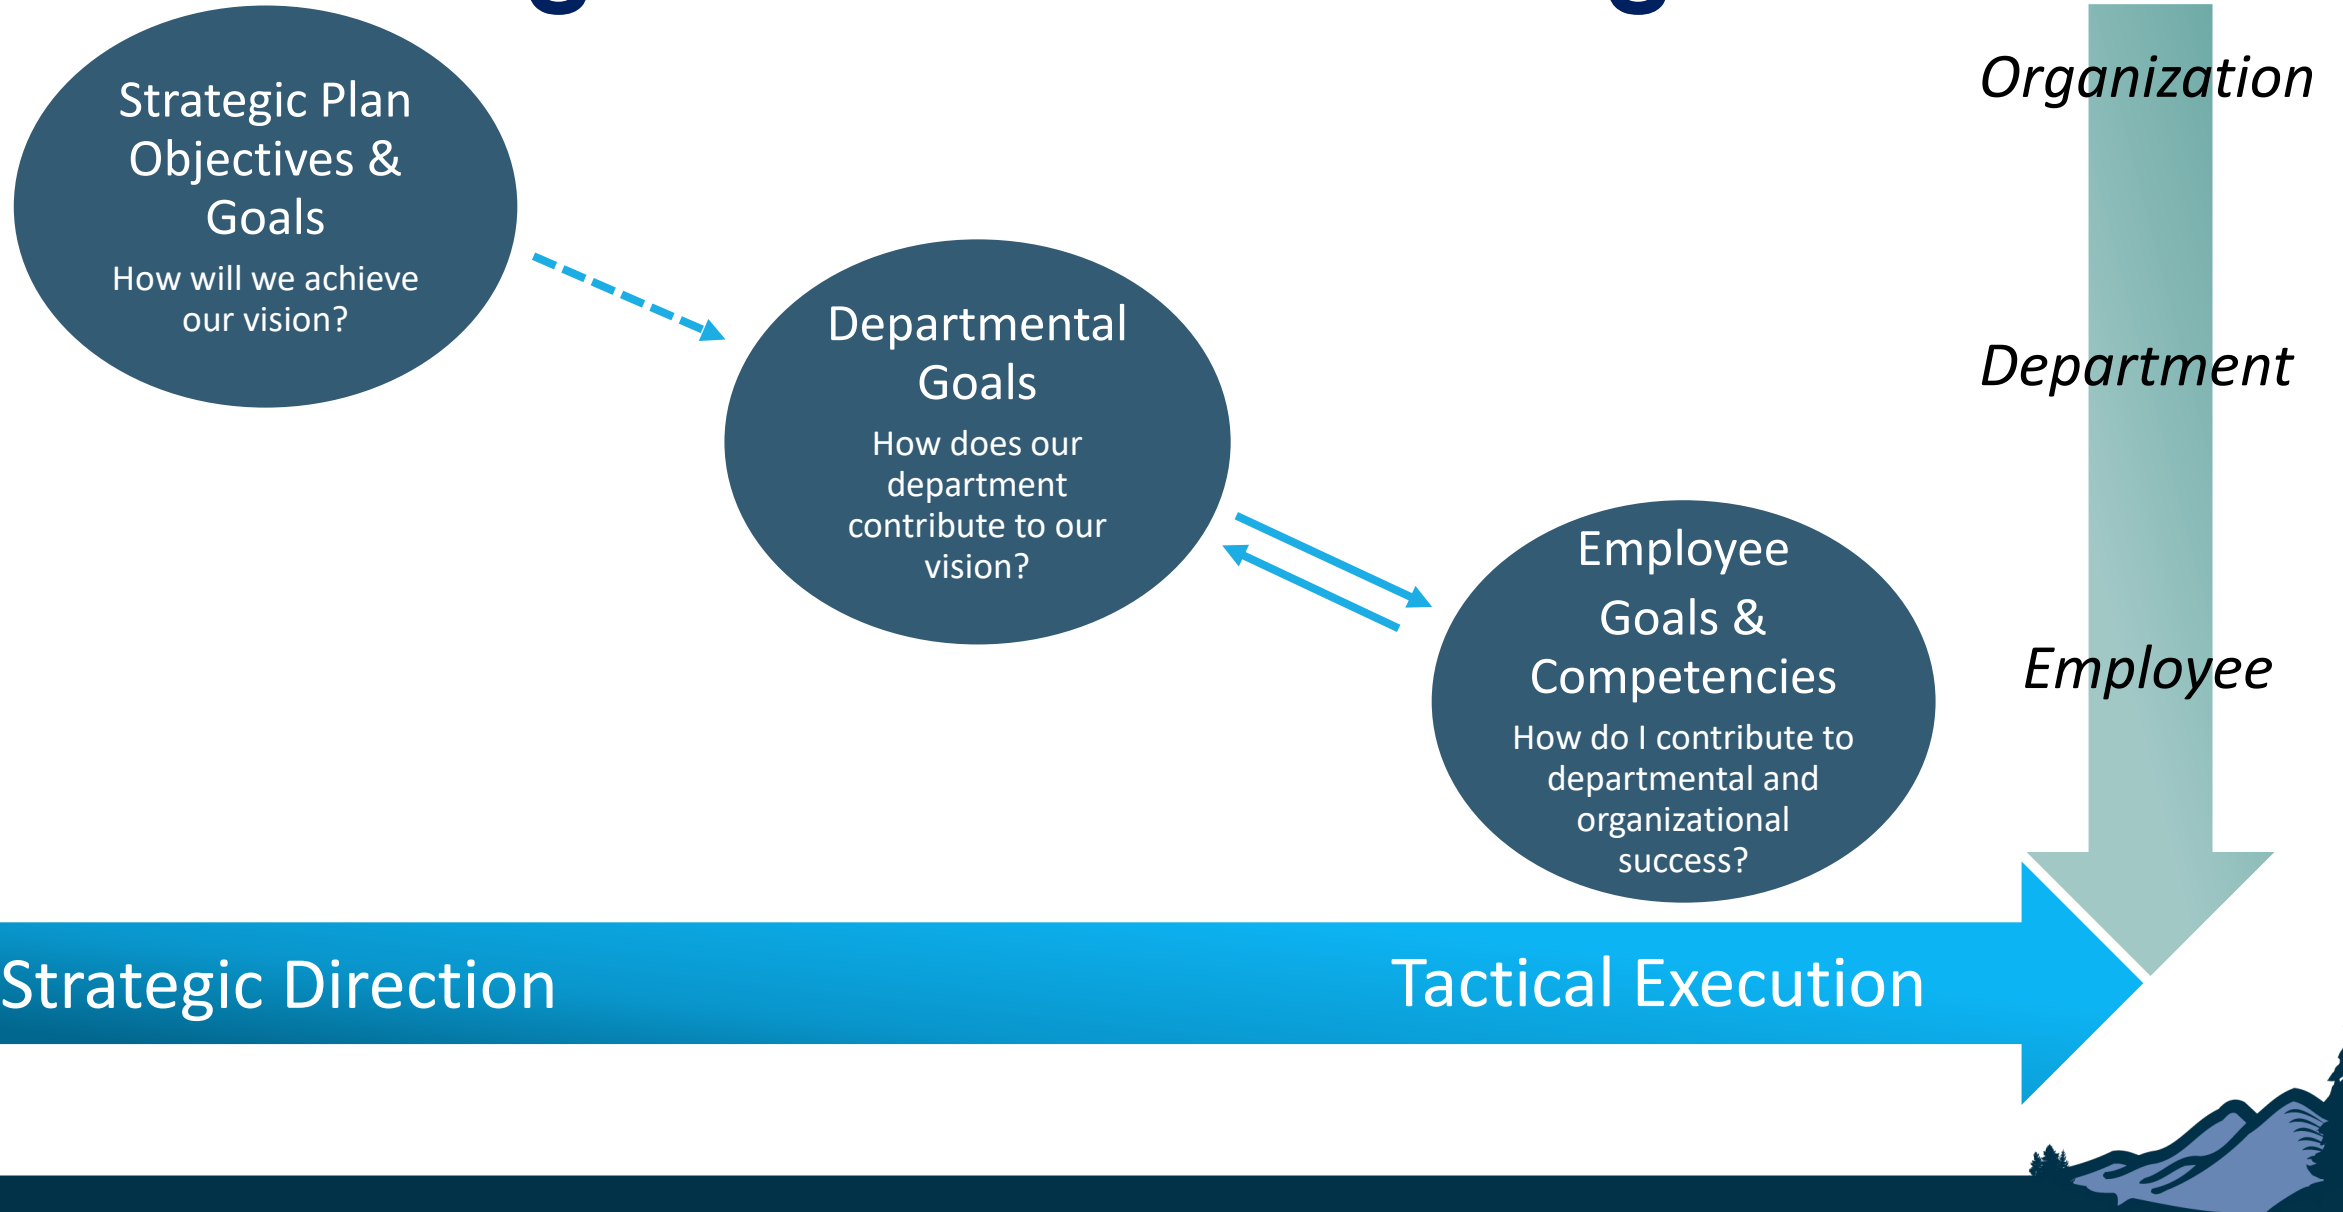 Strategic Plan
Objectives &
Goals
How will we achieve
our vision?
Departmental
Goals
How does our
department
contribute to our
vision?
Employee
Goals &
Competencies
How do I contribute to
departmental and
organizational
success?
Organization
Department
Employee
Strategic Direction
Tactical Execution